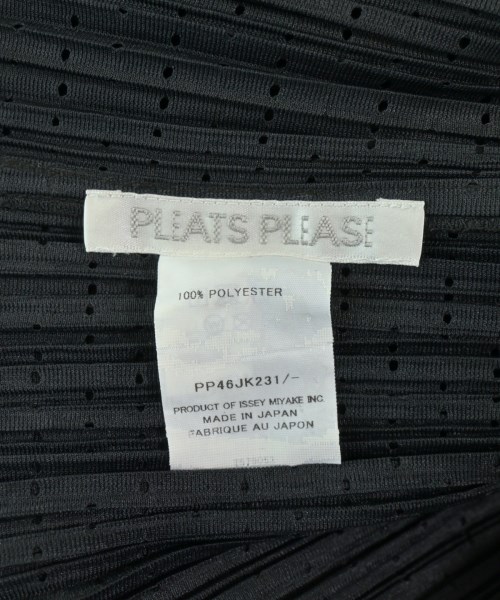 PLEATS PLEASE
100% POLYESTER
PP46JK231/-
PRODUCT OF ISSEY MIYAKE INC.
MADE IN JAPAN
FABRIQUE AU JAPON